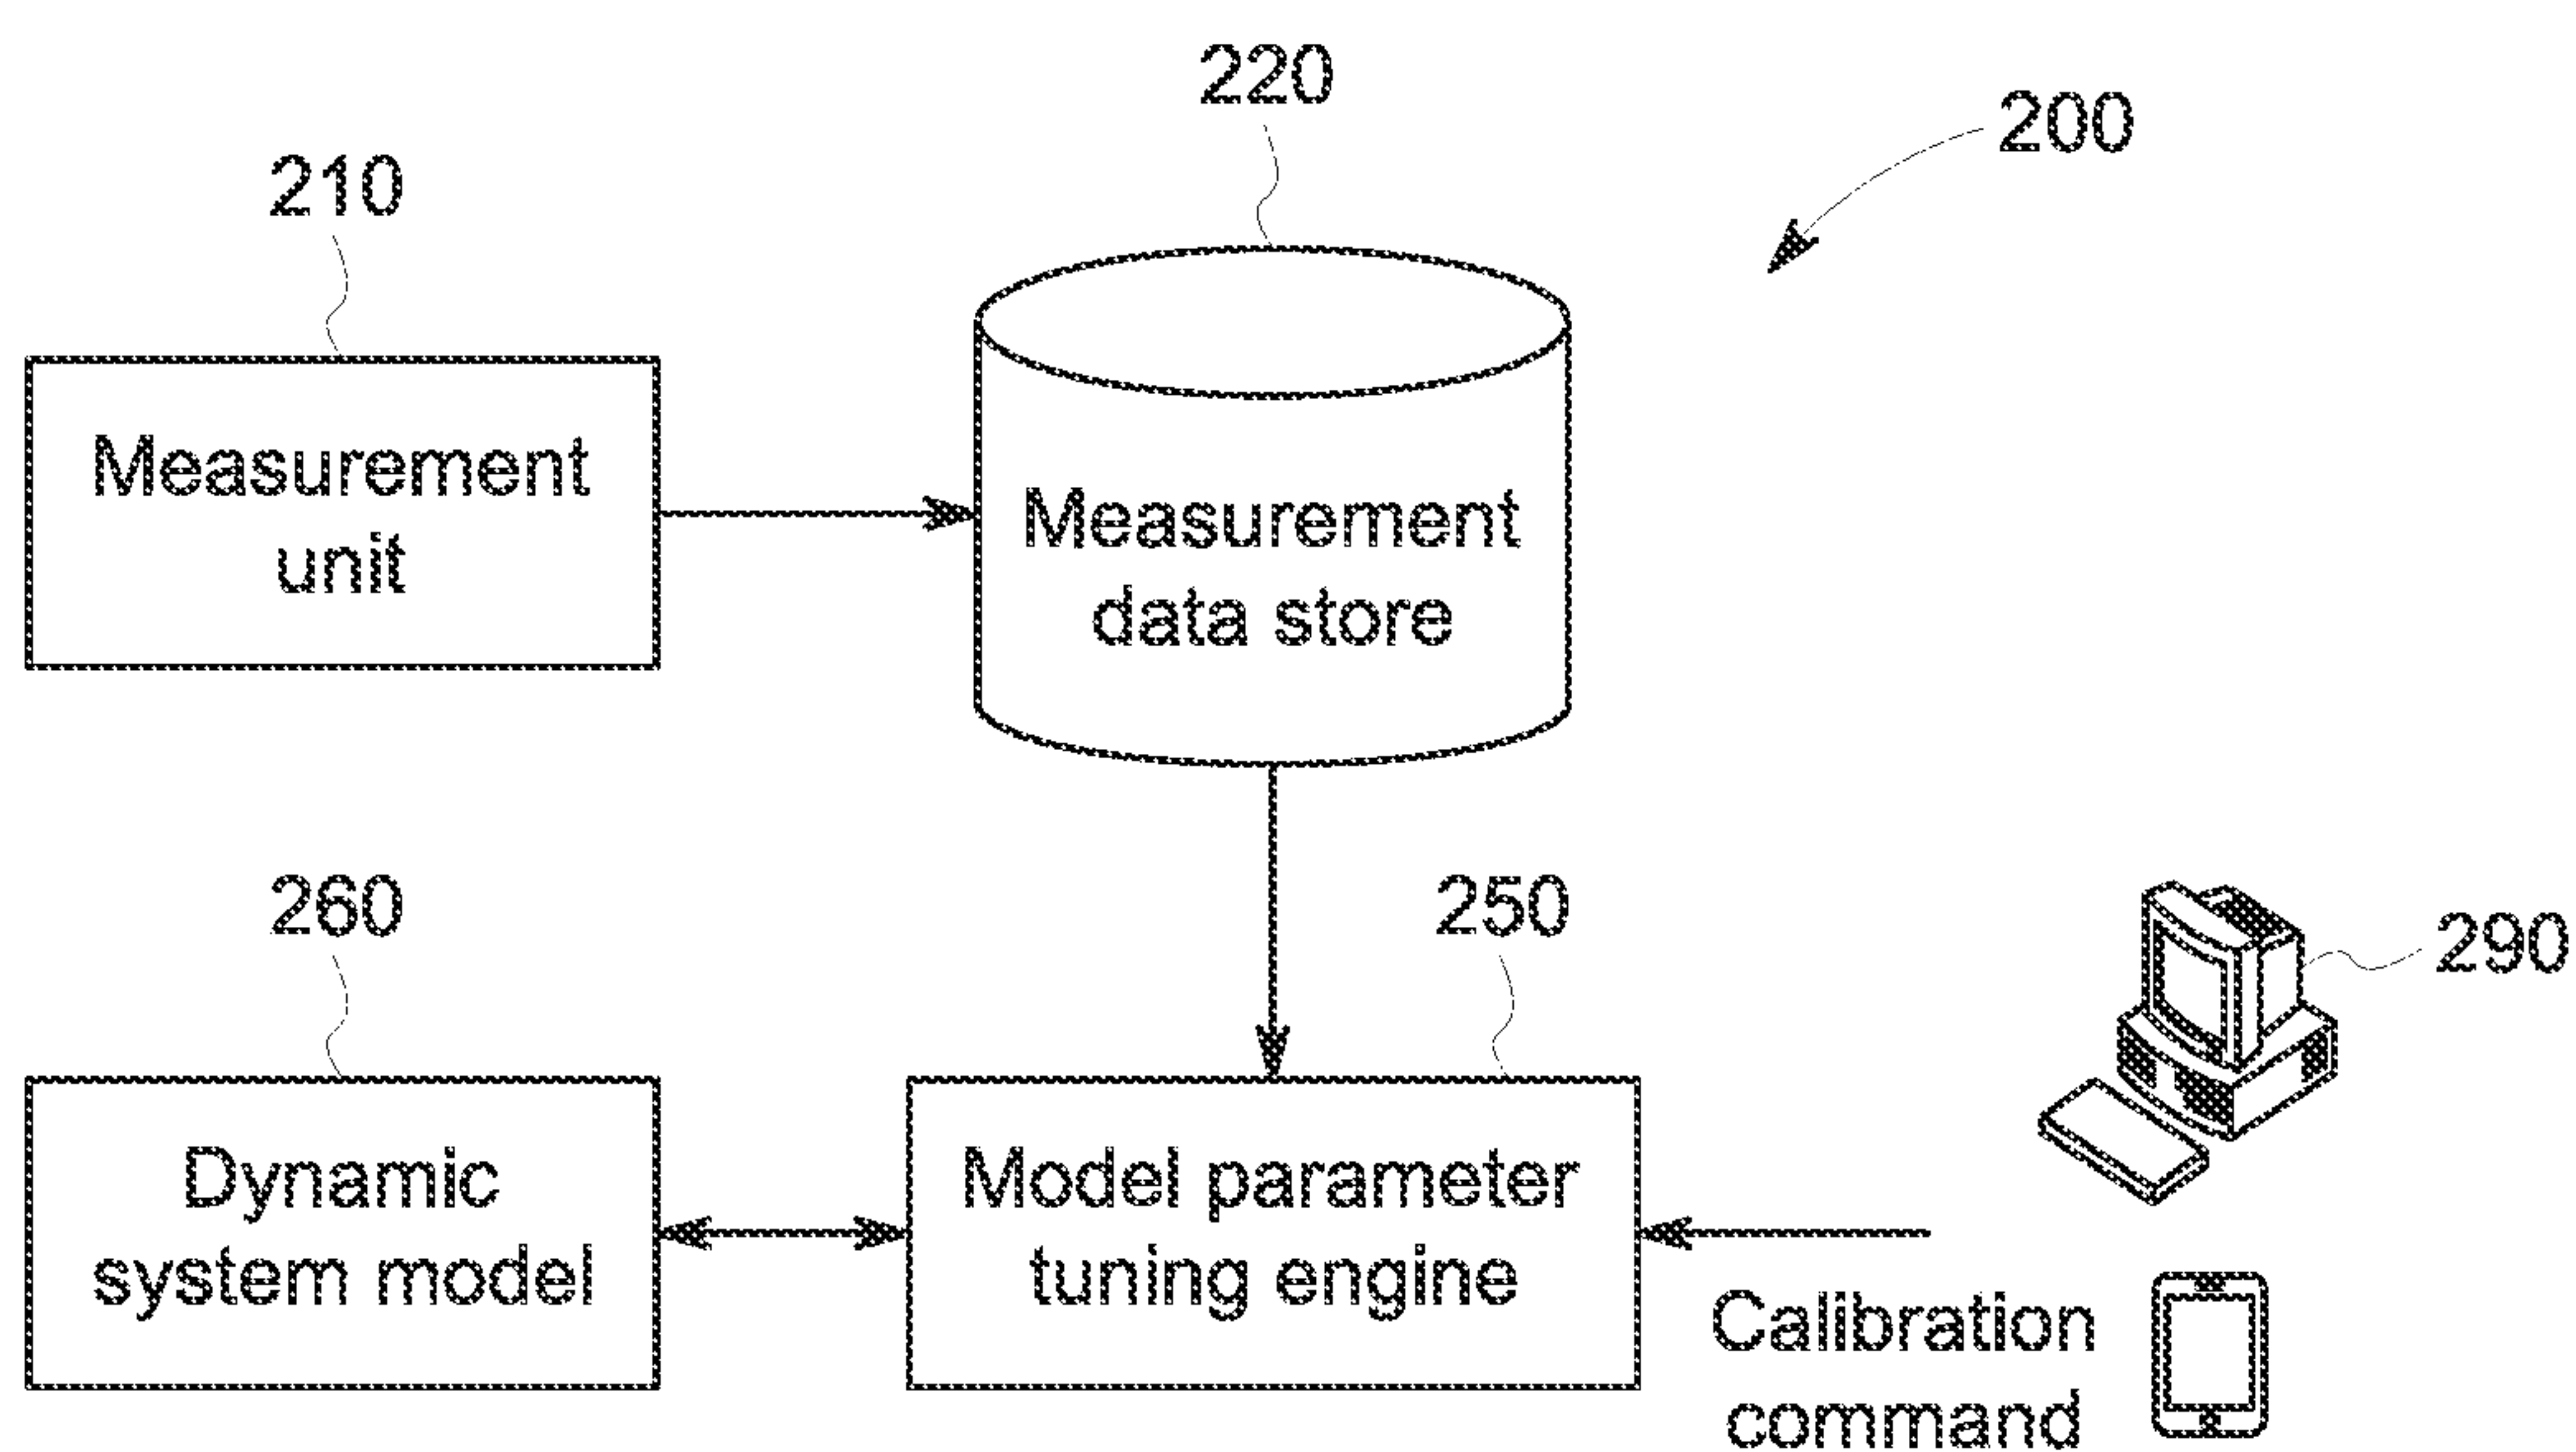 220
200
210
Measurement
unit
Measurement
data store
260
250
290
Dynamic
system model
Model parameter
tuning engine
Calibration
command